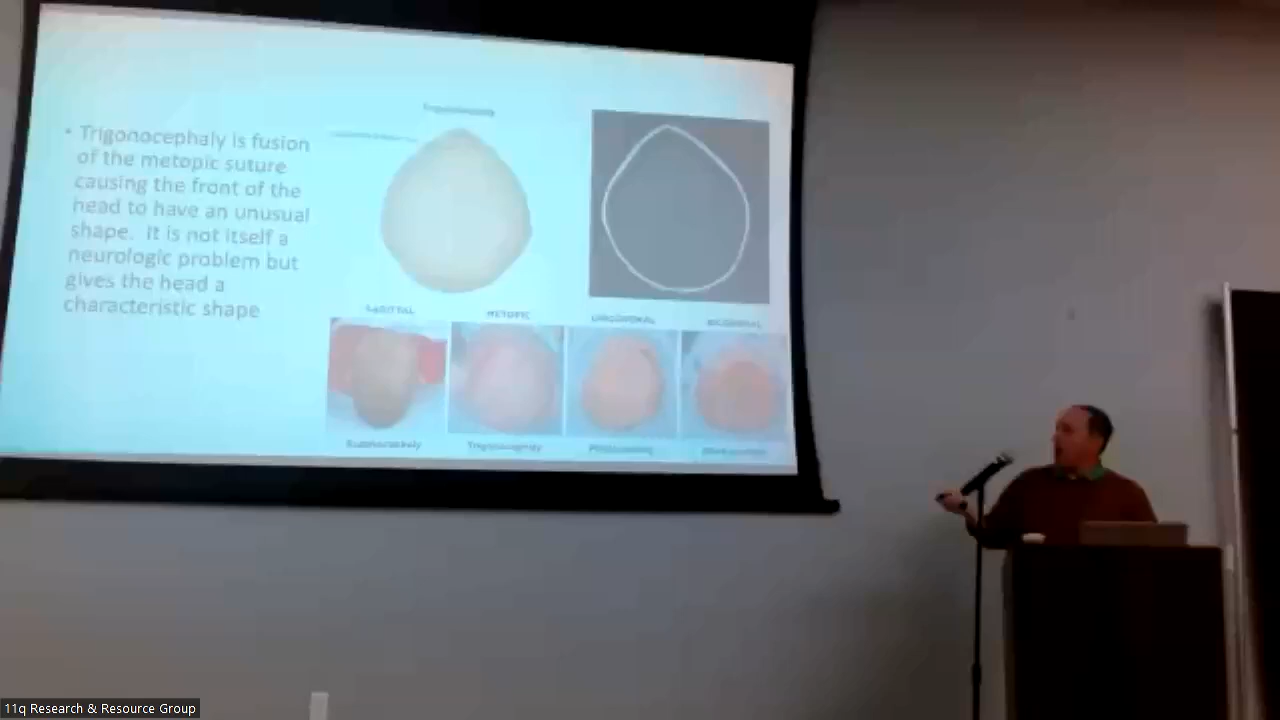 • Trigonocephaly is fusion
of the metopic suture
causing the front of the
head to have an unusual
shape. It is not itself a
neurologic problem but
gives the head a
characteristic shape
Trigonocephaly
SAGITTAL
METOPIC
UNICORONAL
BICORONAL
Trigonocephaly
11q Research & Resource Group